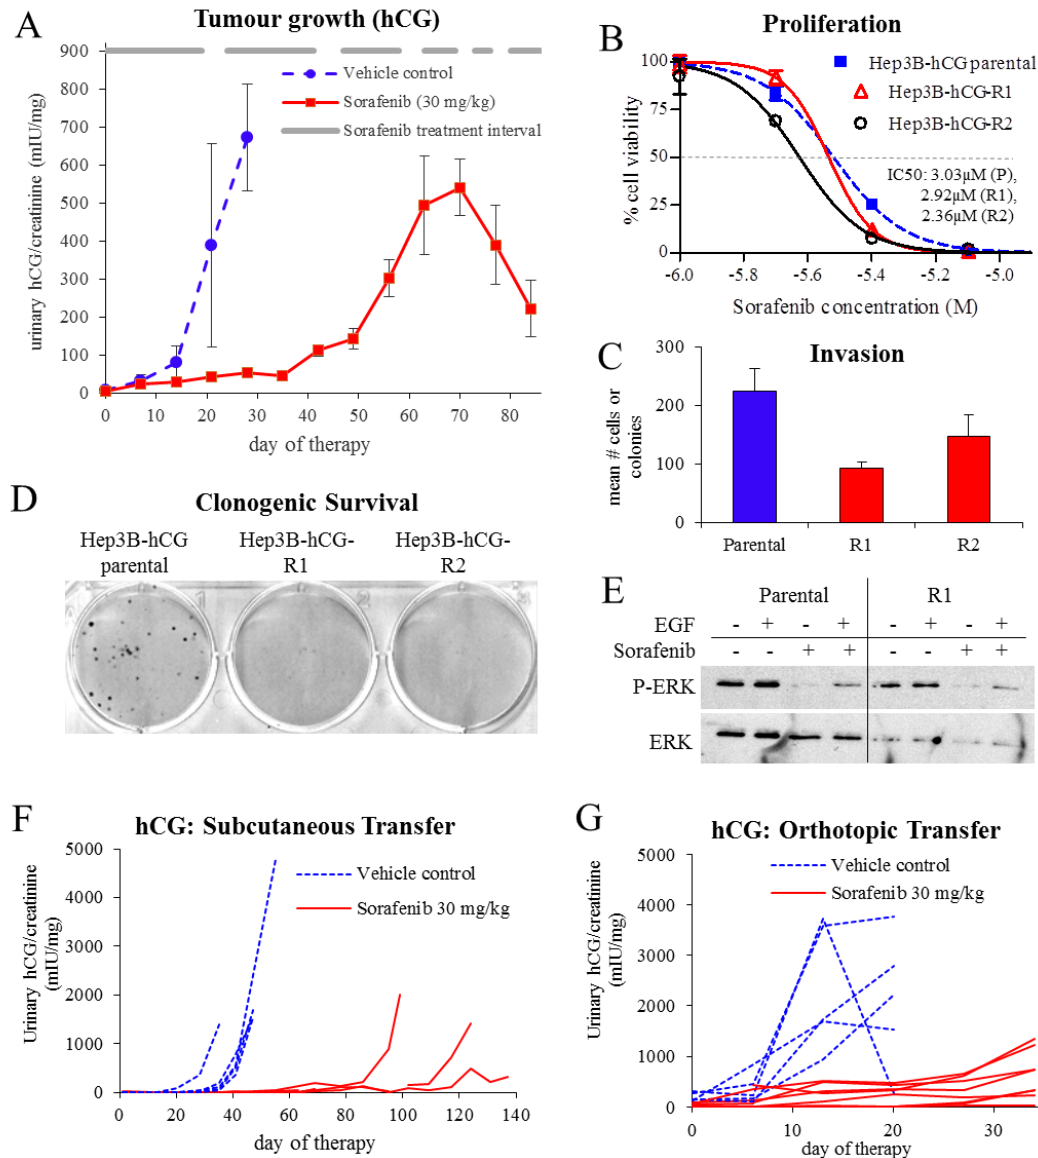 A
Tumour growth (hCG)
900
800
700
600
500
400
300
200
100
0
urinary hCG/creatinine (mIU/mg)
Vehicle control
Sorafenib (30 mg/kg)
Sorafenib treatment interval
0 10 20 30 40 50 60 70 80
day of therapy
B
Proliferation
100
75
50
25
0
% cell viability
Hep3B-hCG parental
Hep3B-hCG-R1
Hep3B-hCG-R2
IC50: 3.03µM (P),
2.92µM (R1),
2.36µM (R2)
-6.0 -5.8 -5.6 -5.4 -5.2 -5.0
Sorafenib concentration (M)
C
Invasion
300
200
100
0
mean # cells or
colonies
Parental R1 R2
D
Clonogenic Survival
Hep3B-hCG
parental
Hep3B-hCG-
R1
Hep3B-hCG-
R2
1 2
E
Parental R1
EGF - + - + - + - +
Sorafenib - - + + - - + +
P-ERK
ERK
F
hCG: Subcutaneous Transfer
5000
4000
3000
2000
1000
0
Urinary hCG/creatinine
(mIU/mg)
Vehicle control
Sorafenib 30 mg/kg
0 20 40 60 80 100 120 140
day of therapy
G
hCG: Orthotopic Transfer
5000
4000
3000
2000
1000
0
Urinary hCG/creatinine
(mIU/mg)
Vehicle control
Sorafenib 30 mg/kg
0 10 20 30
day of therapy